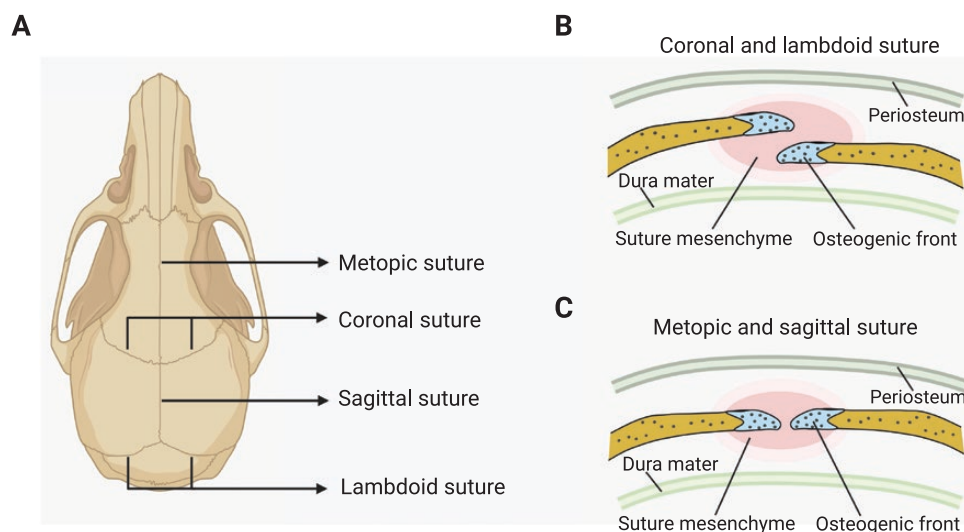 A
Metopic suture
Coronal suture
Sagittal suture
Lambdoid suture
B
Coronal and lambdoid suture
Periosteum
Dura mater
Suture mesenchyme
Osteogenic front
C
Metopic and sagittal suture
Periosteum
Dura mater
Suture mesenchyme
Osteogenic front